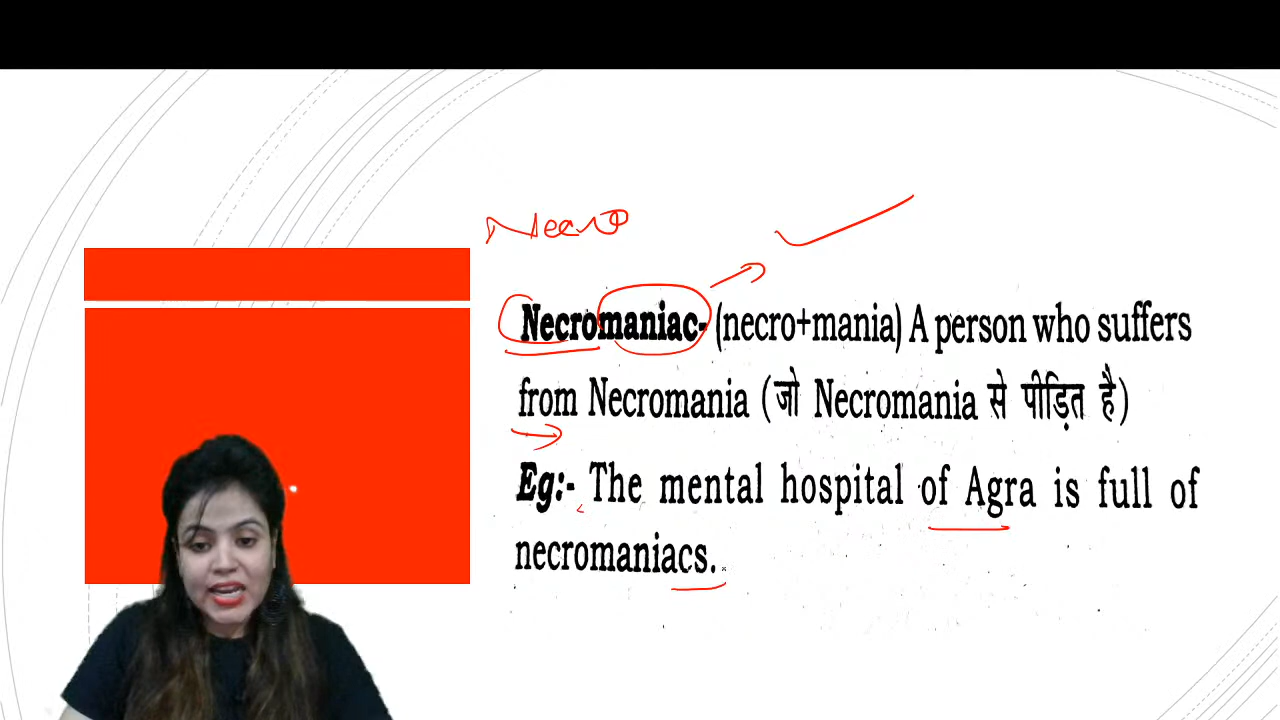 Necro
Necromaniac- (necro+mania) A person who suffers
from Necromania (जो Necromania से पीड़ित है)
Eg:- The mental hospital of Agra is full of
necromaniacs.